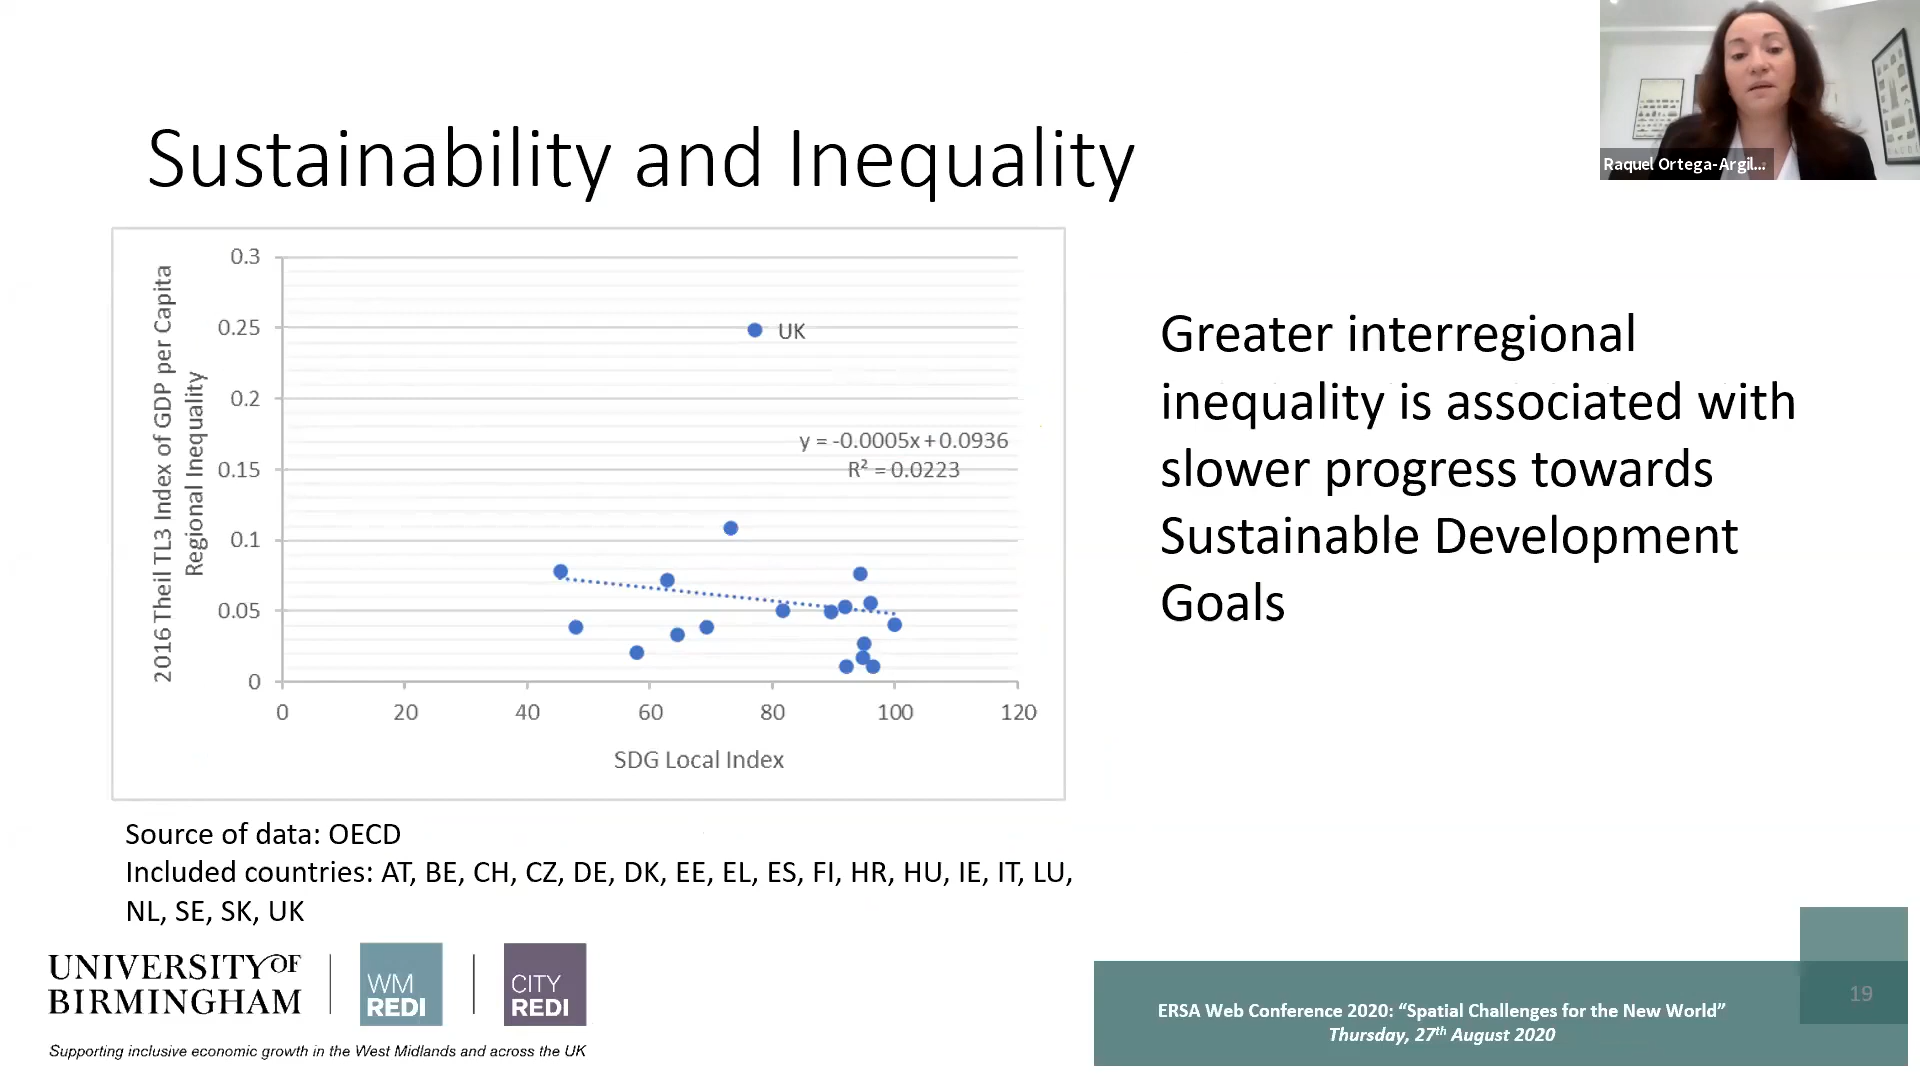 Raquel Ortega-Argil...
Sustainability and Inequality
2016 Theil TL3 Index of GDP per Capita
Regional Inequality
0.3
0.25
0.2
0.15
0.1
0.05
0
UK
y = -0.0005x + 0.0936
R² = 0.0223
0 20 40 60 80 100 120
SDG Local Index
Greater interregional
inequality is associated with
slower progress towards
Sustainable Development
Goals
Source of data: OECD
Included countries: AT, BE, CH, CZ, DE, DK, EE, EL, ES, FI, HR, HU, IE, IT, LU,
NL, SE, SK, UK
UNIVERSITY OF
BIRMINGHAM
WM
REDI
CITY
REDI
Supporting inclusive economic growth in the West Midlands and across the UK
ERSA Web Conference 2020: “Spatial Challenges for the New World”
Thursday, 27th August 2020
19